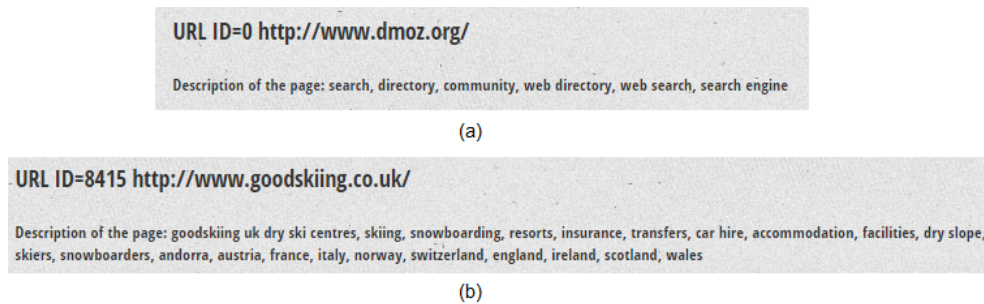 URL ID=0 http://www.dmoz.org/
Description of the page: search, directory, community, web directory, web search, search engine
(a)
URL ID=8415 http://www.goodskiing.co.uk/
Description of the page: goodskiing uk dry ski centres, skiing, snowboarding, resorts, insurance, transfers, car hire, accommodation, facilities, dry slope,
skiers, snowboarders, andorra, austria, france, italy, norway, switzerland, england, ireland, scotland, wales
(b)